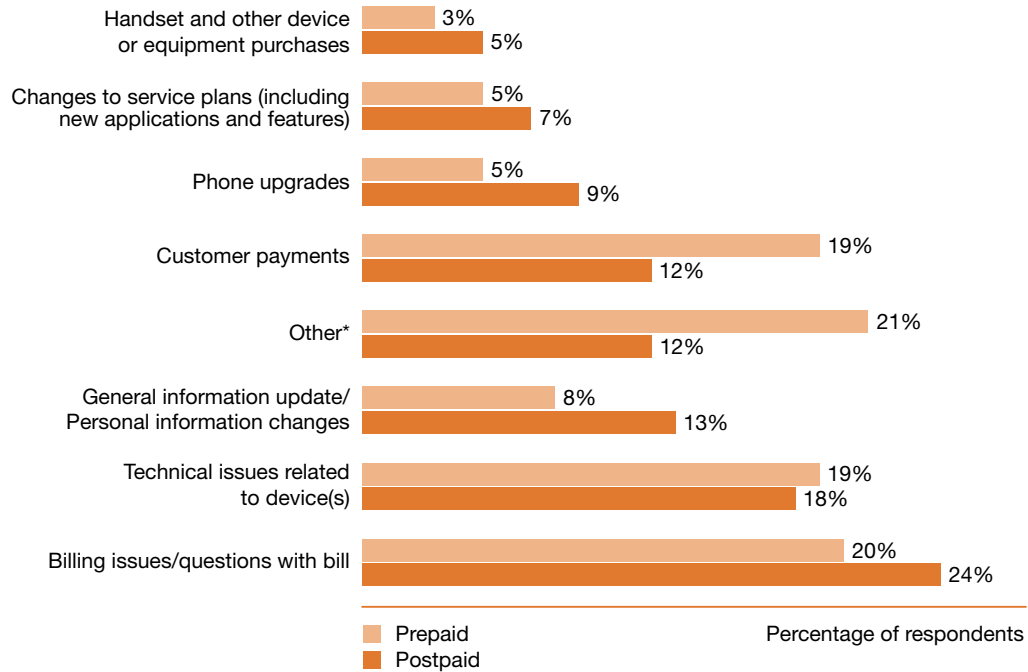 Handset and other device
or equipment purchases
3%
5%
Changes to service plans (including
new applications and features)
5%
7%
Phone upgrades
5%
9%
Customer payments
19%
12%
Other*
21%
12%
General information update/
Personal information changes
8%
13%
Technical issues related
to device(s)
19%
18%
Billing issues/questions with bill
20%
24%
Prepaid
Postpaid
Percentage of respondents